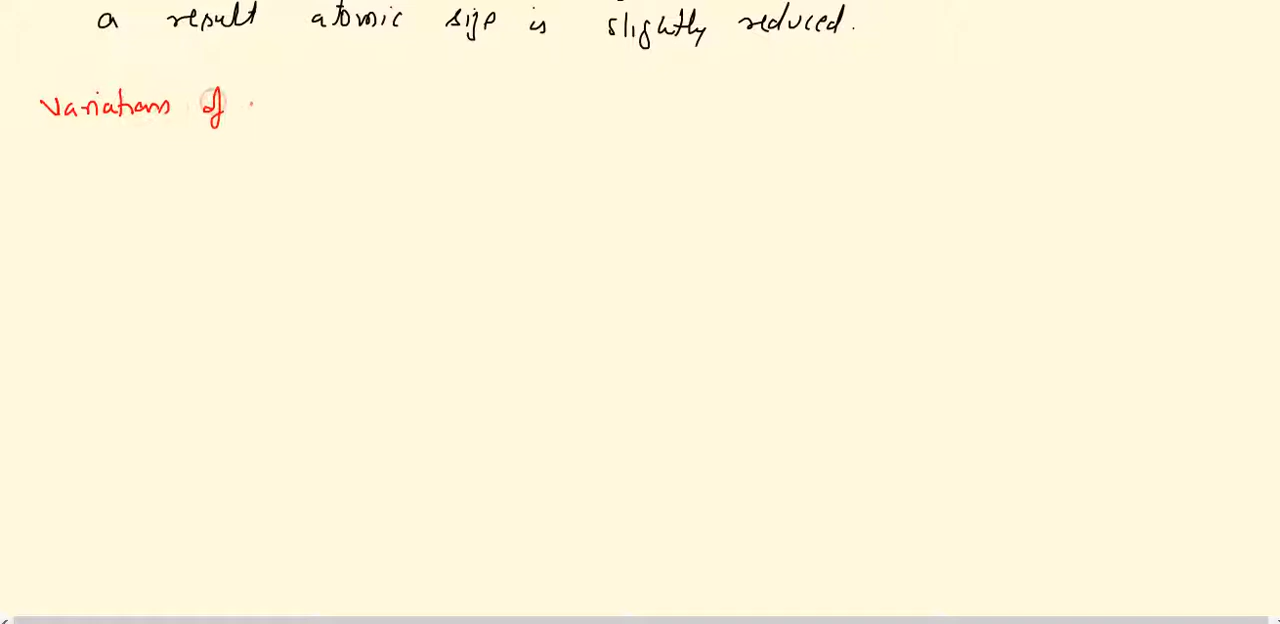 a result atomic size is slightly reduced.
Variations of